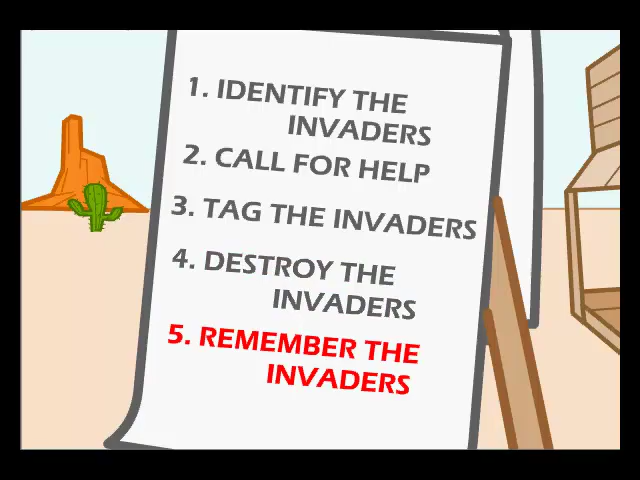 1. IDENTIFY THE
INVADERS
2. CALL FOR HELP
3. TAG THE INVADERS
4. DESTROY THE
INVADERS
5. REMEMBER THE
INVADERS